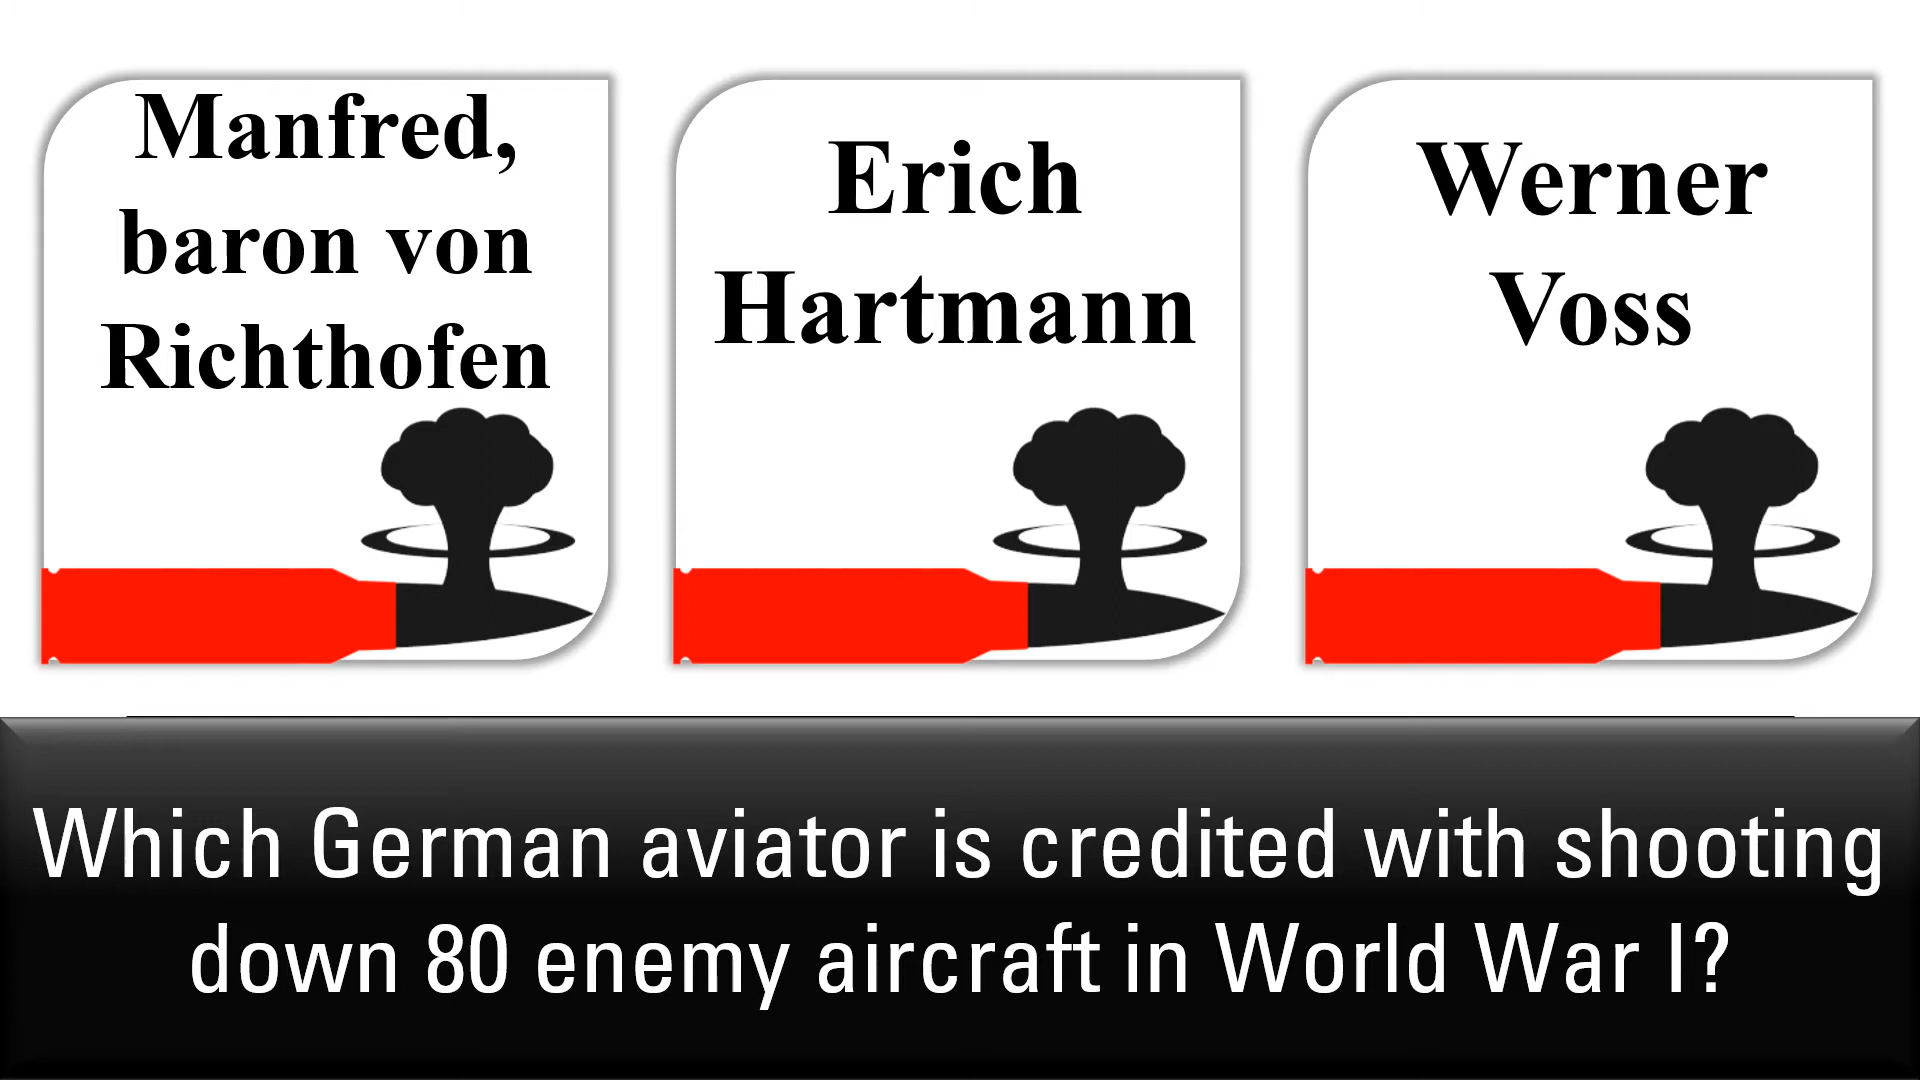 Manfred,
baron von
Richthofen
Erich
Hartmann
Werner
Voss
Which German aviator is credited with shooting
down 80 enemy aircraft in World War I?